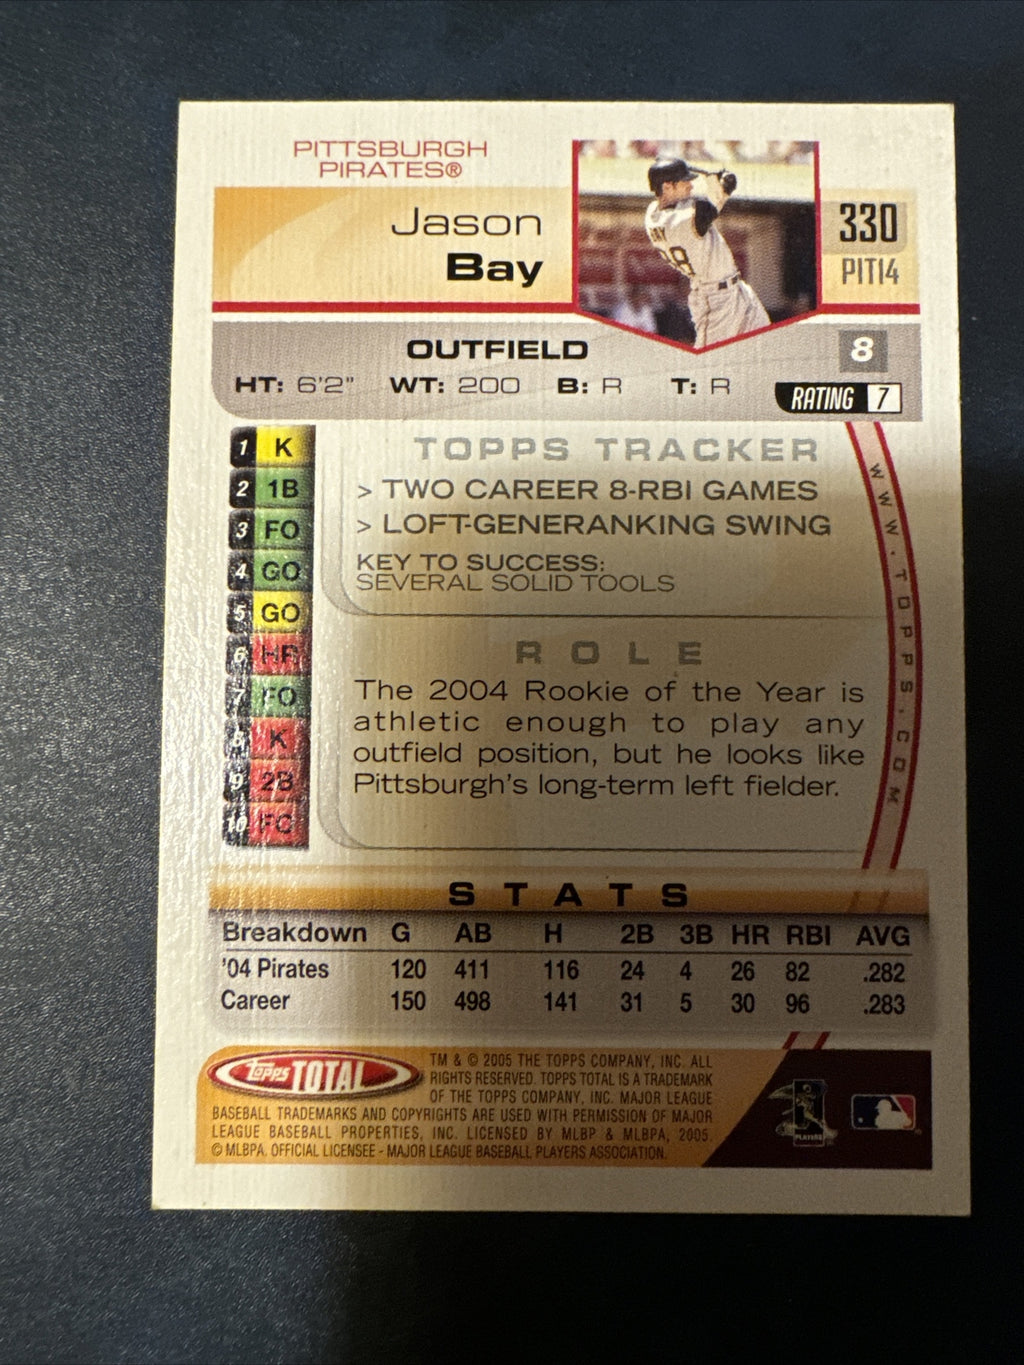 PITTSBURGH
PIRATES®
Jason
Bay
330
PIT14
OUTFIELD
8
HT: 6'2" WT: 200 B: R T: R
RATING 7
1 K
2 1B
3 FO
4 GO
5 GO
6 HR
7 FO
8 K
9 2B
10 FC
TOPPS TRACKER
> TWO CAREER 8-RBI GAMES
> LOFT-GENERANKING SWING
KEY TO SUCCESS:
SEVERAL SOLID TOOLS
WWW.TOPPS.COM
ROLE
The 2004 Rookie of the Year is
athletic enough to play any
outfield position, but he looks like
Pittsburgh's long-term left fielder.
STATS
Breakdown G AB H 2B 3B HR RBI AVG
'04 Pirates 120 411 116 24 4 26 82 .282
Career 150 498 141 31 5 30 96 .283
Topps TOTAL
TM & © 2005 THE TOPPS COMPANY, INC. ALL
RIGHTS RESERVED. TOPPS TOTAL IS A TRADEMARK
OF THE TOPPS COMPANY, INC. MAJOR LEAGUE
BASEBALL TRADEMARKS AND COPYRIGHTS ARE USED WITH PERMISSION OF MAJOR
LEAGUE BASEBALL PROPERTIES, INC. LICENSED BY MLBP & MLBPA, 2005.
© MLBPA. OFFICIAL LICENSEE - MAJOR LEAGUE BASEBALL PLAYERS ASSOCIATION.
PLAYERS